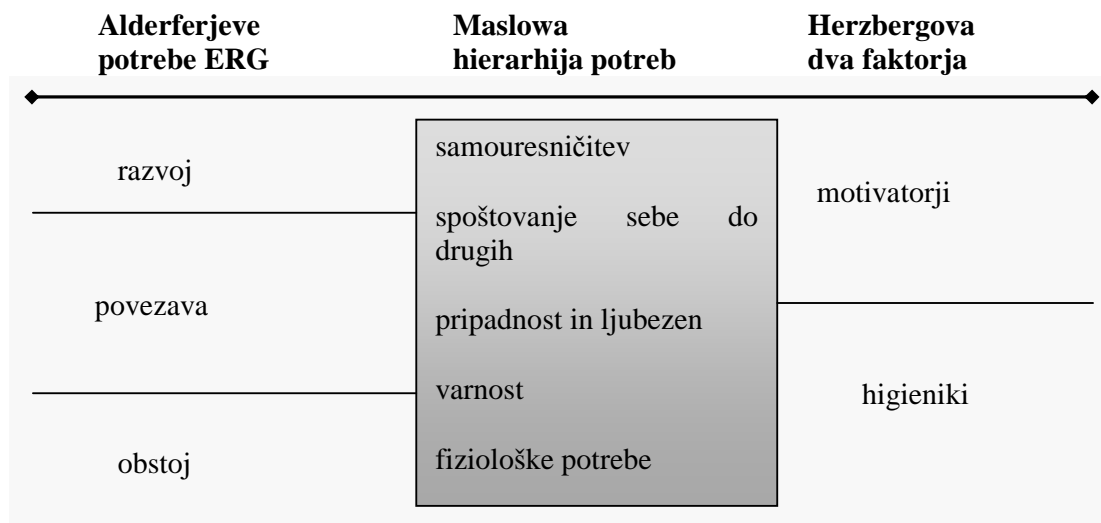 Alderferjeve
potrebe ERG
Maslowa
hierarhija potreb
Herzbergova
dva faktorja
razvoj
povezava
obstoj
samouresničitev
spoštovanje sebe do
drugih
pripadnost in ljubezen
varnost
fiziološke potrebe
motivatorji
higieniki